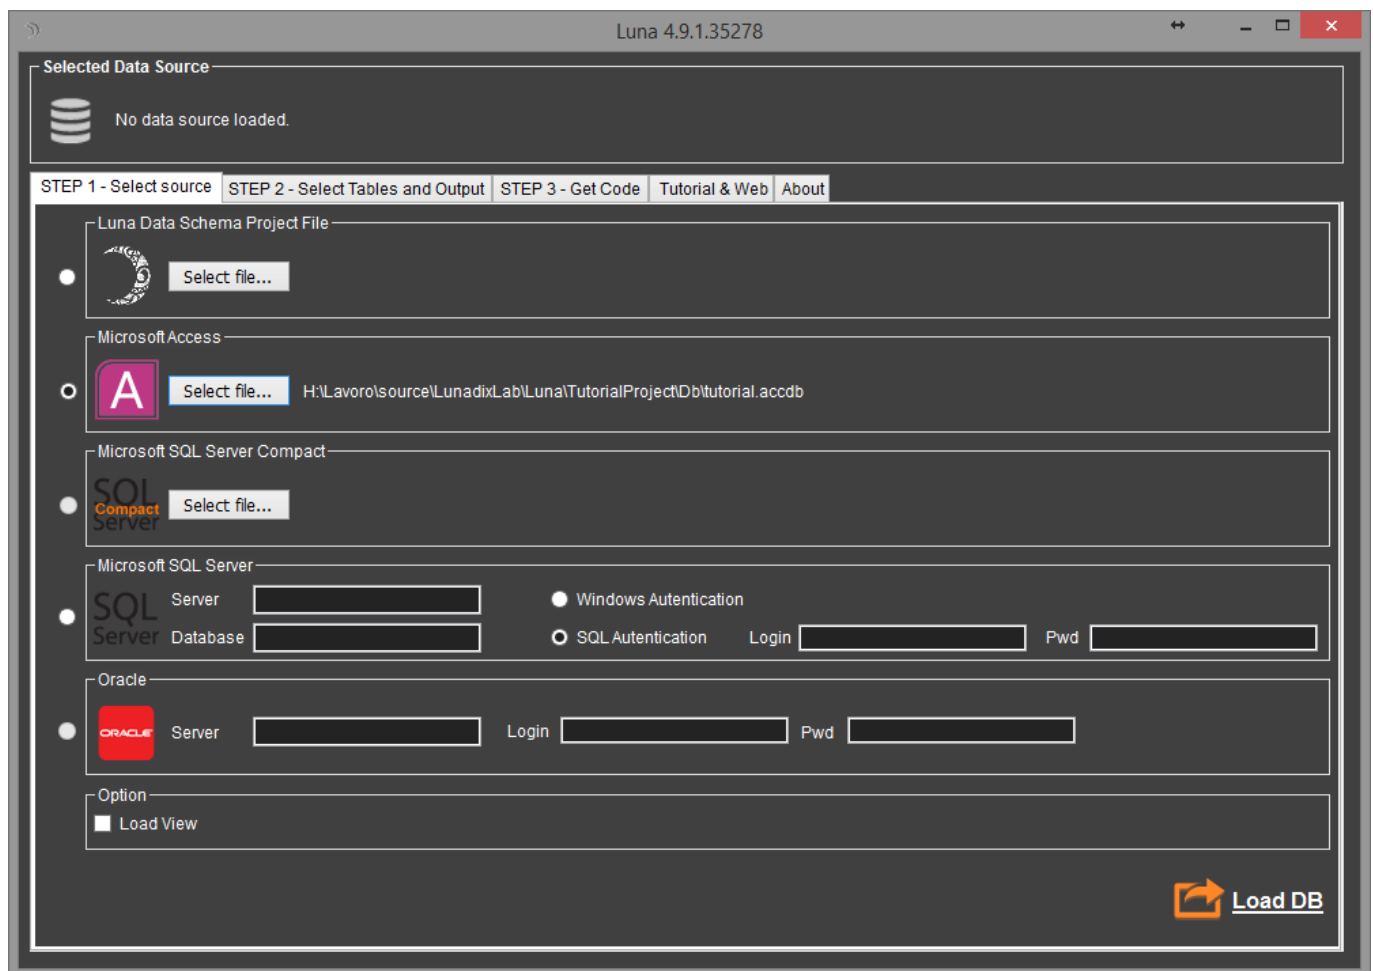 Luna 4.9.1.35278
Selected Data Source
No data source loaded.
STEP 1 - Select source STEP 2 - Select Tables and Output STEP 3 - Get Code Tutorial & Web About
Luna Data Schema Project File
Select file...
Microsoft Access
A Select file... H:\Lavoro\source\LunadixLab\Luna\TutorialProject\Db\tutorial.accdb
Microsoft SQL Server Compact
SQL Compact Server Select file...
Microsoft SQL Server
SQL Server
Server Windows Autentication
Database SQL Autentication Login Pwd
Oracle
ORACLE Server Login Pwd
Option
Load View
Load DB